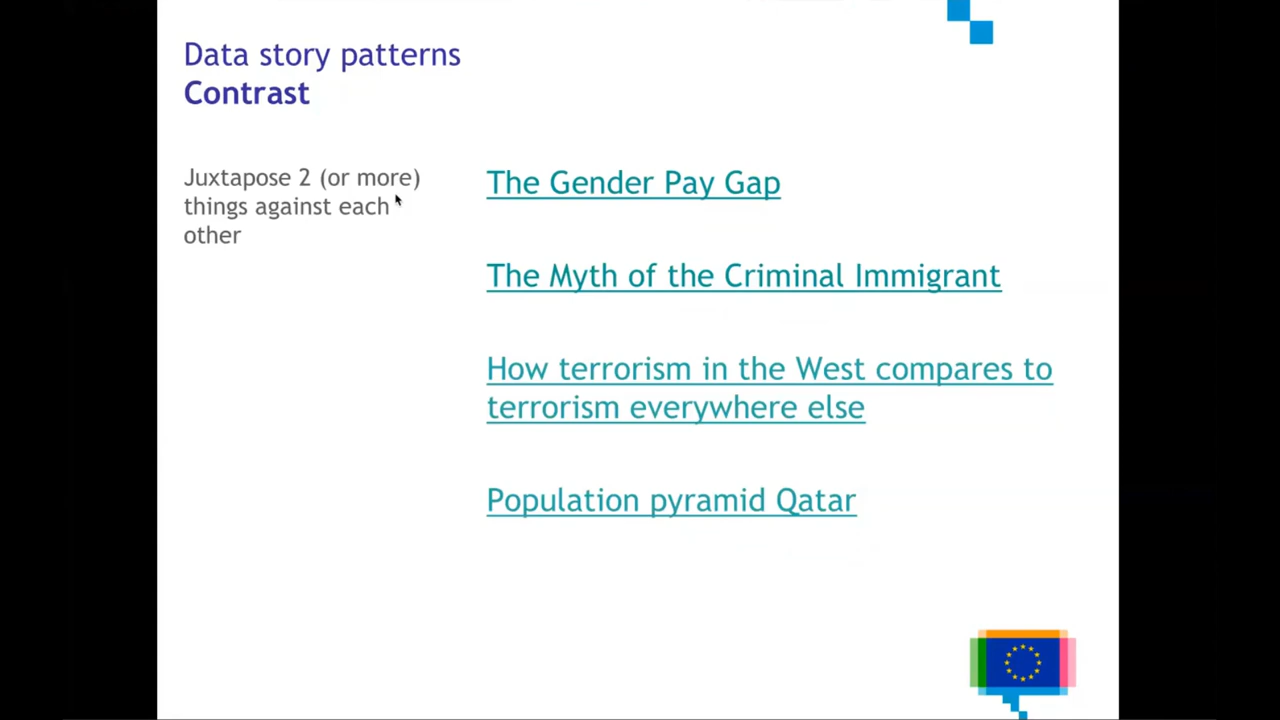 Data story patterns
Contrast
Juxtapose 2 (or more)
things against each
other
The Gender Pay Gap
The Myth of the Criminal Immigrant
How terrorism in the West compares to
terrorism everywhere else
Population pyramid Qatar